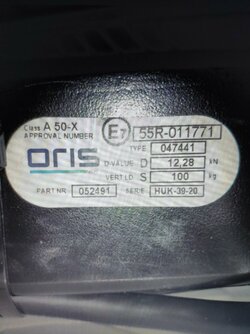 Class A 50-X
APPROVAL NUMBER E7 55R-011771
TYPE 047441
ORIS D-VALUE D 12,28 kN
VERT LD. S 100 kg
PART NR 052491 SERIE HUK-39-20